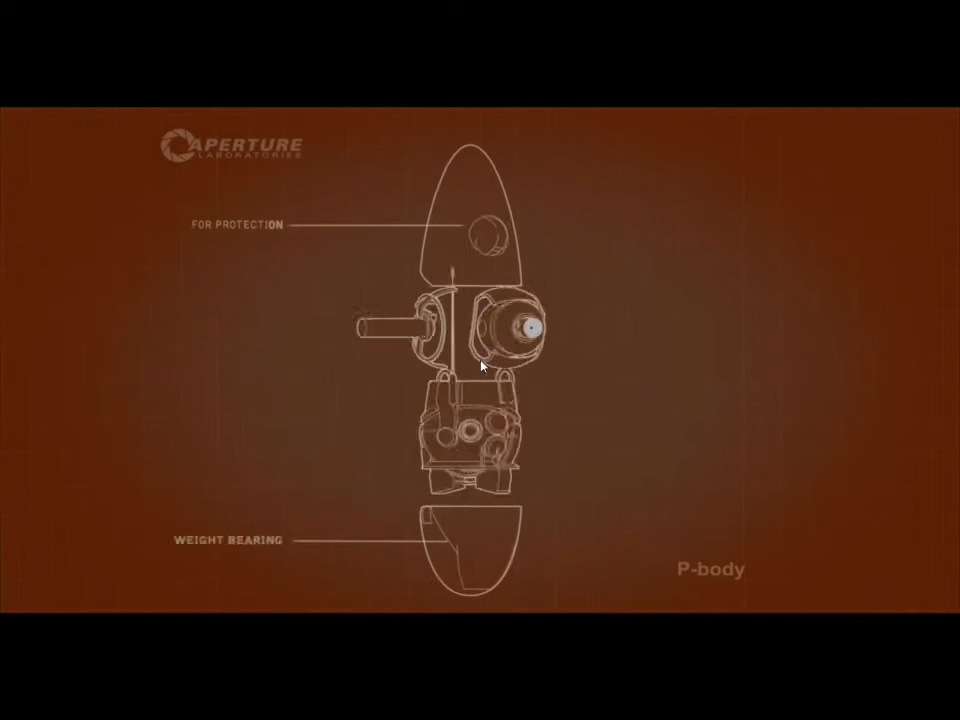 APERTURE
LABORATORIES
FOR PROTECTION
WEIGHT BEARING
P-body